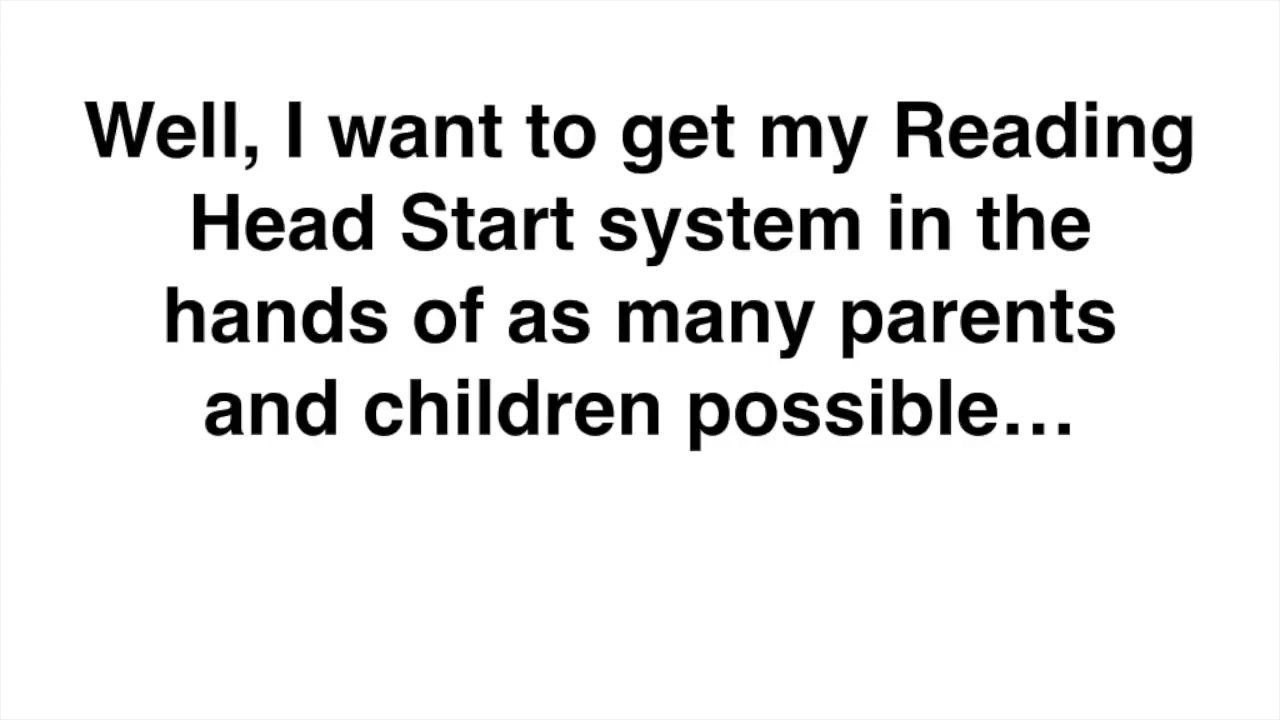 Well, I want to get my Reading
Head Start system in the
hands of as many parents
and children possible…